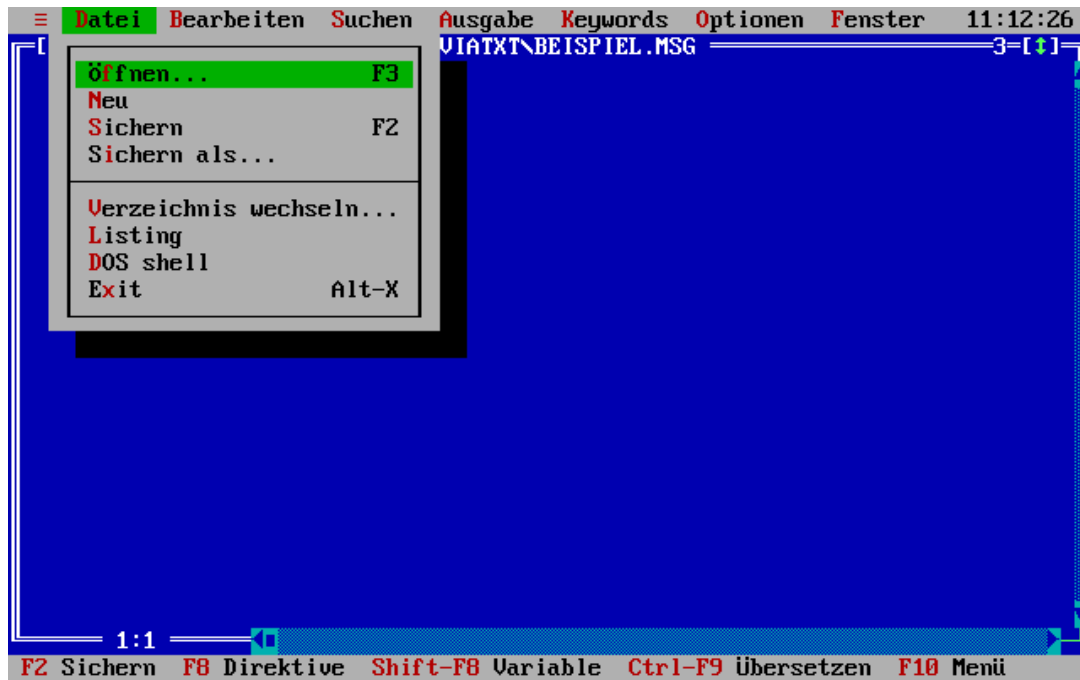 ≡ Datei Bearbeiten Suchen Ausgabe Keywords Optionen Fenster 11:12:26
[ VIATXT\BEISPIEL.MSG 3=[↕]
Öffnen... F3
Neu
Sichern F2
Sichern als...
Verzeichnis wechseln...
Listing
DOS shell
Exit Alt-X
1:1
F2 Sichern F8 Direktive Shift-F8 Variable Ctrl-F9 Übersetzen F10 Menü